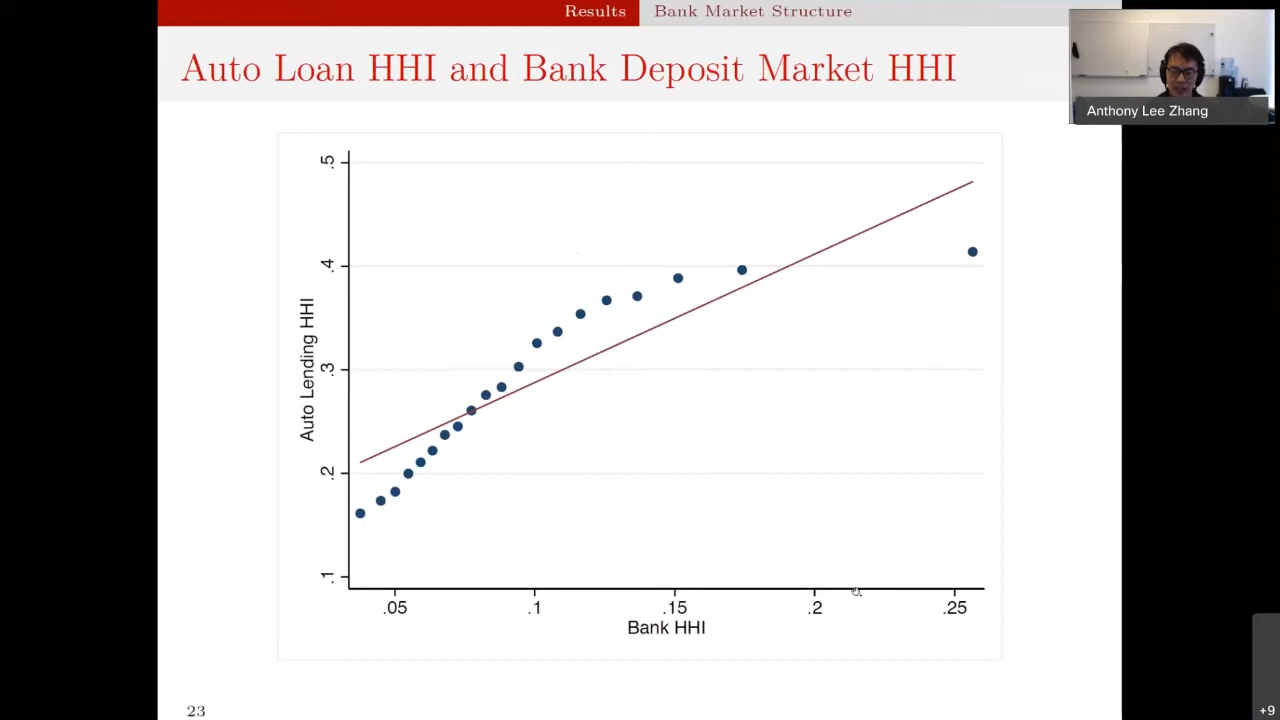 Results Bank Market Structure
Auto Loan HHI and Bank Deposit Market HHI
Anthony Lee Zhang
.5
.4
.3
.2
.1
Auto Lending HHI
.05 .1 .15 .2 .25
Bank HHI
23
+9